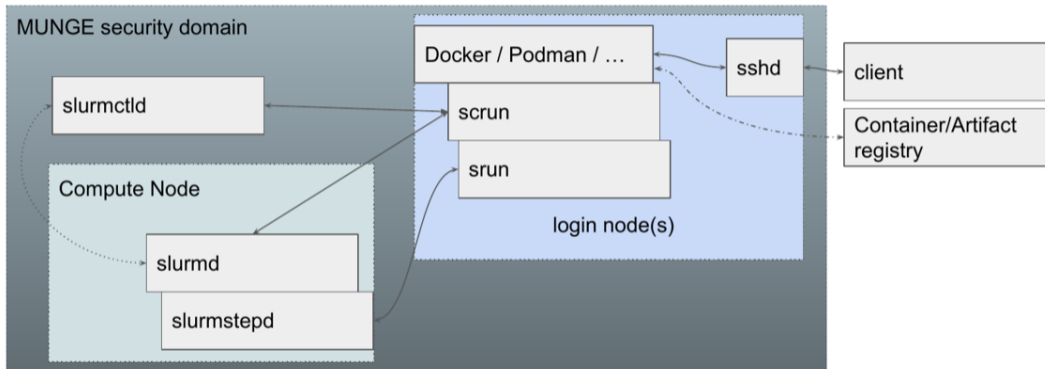 MUNGE security domain
Docker / Podman / …
sshd
client
slurmctld
scrun
Container/Artifact
registry
srun
Compute Node
login node(s)
slurmd
slurmstepd